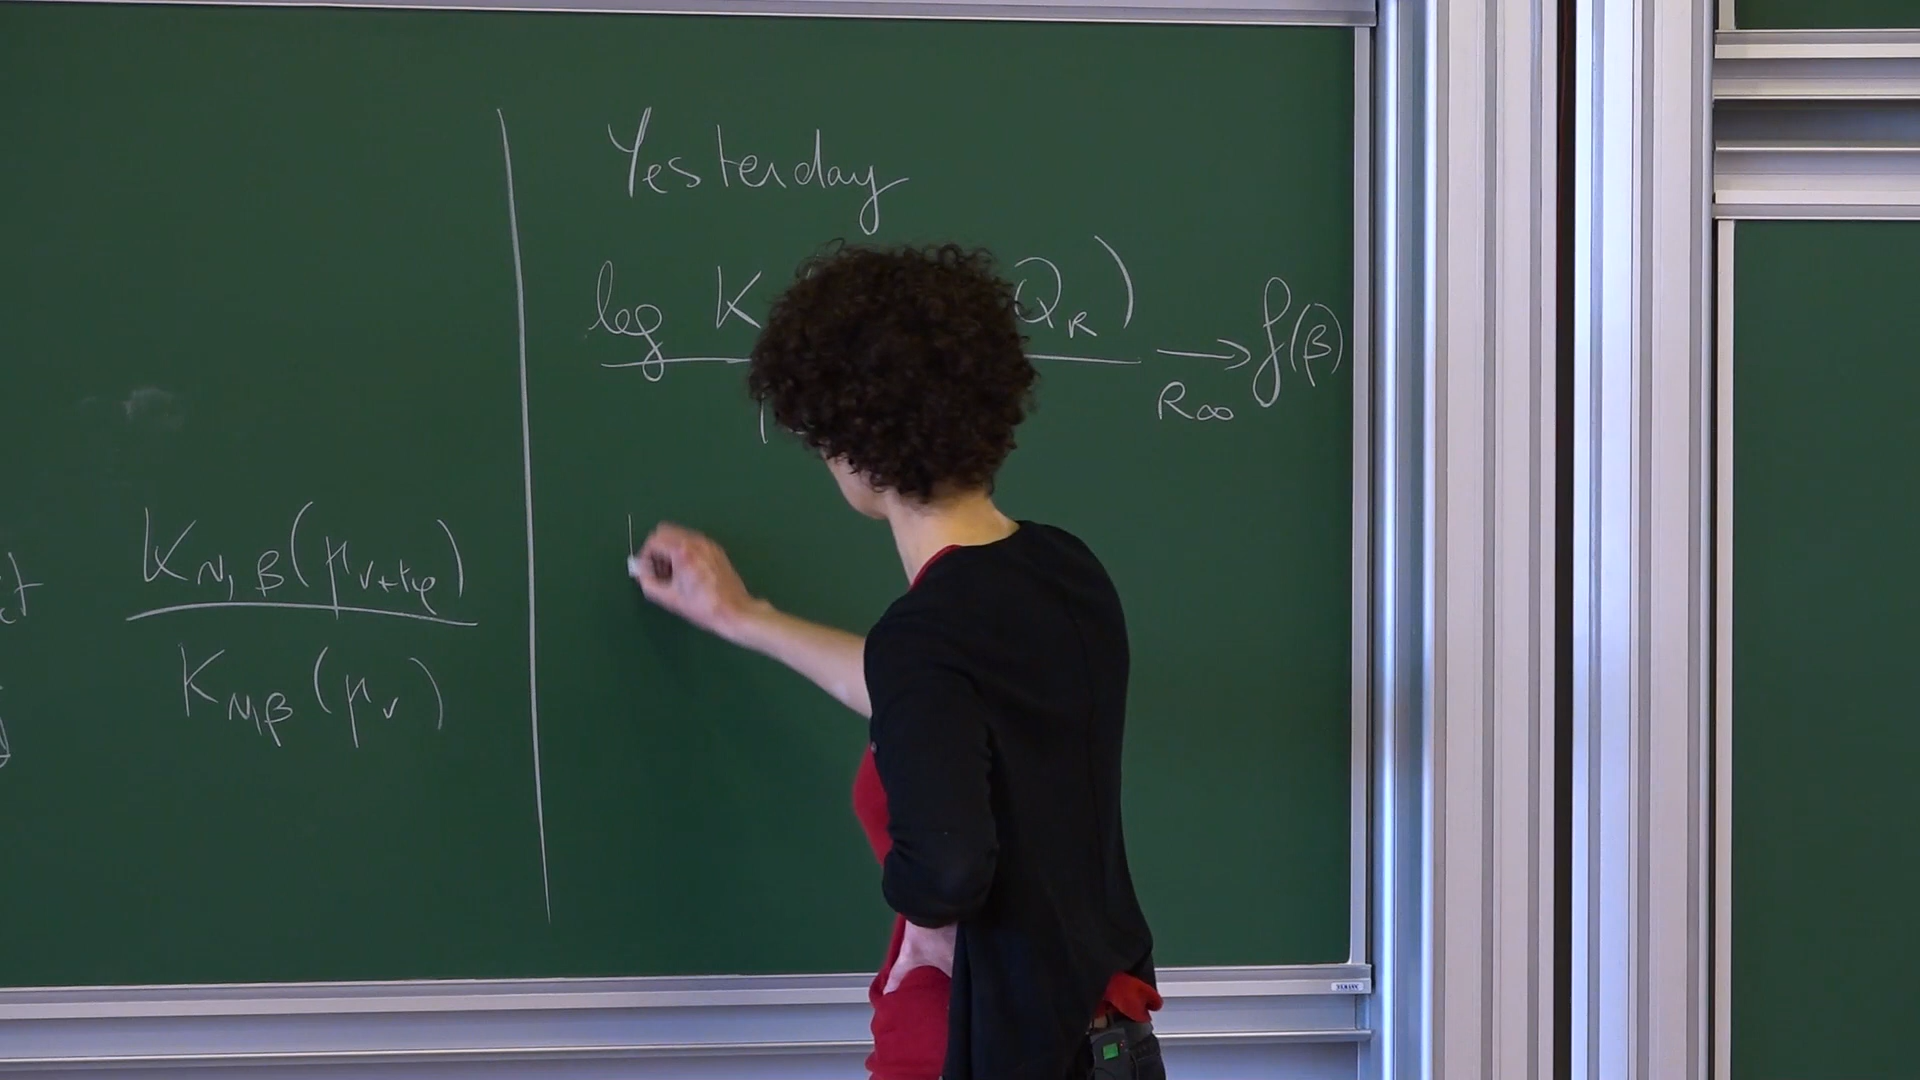 K_{N,β}(μ_{V+tφ})
K_{N,β}(μ_V)
Yesterday
log K Q_R)
→ f(β)
R∞